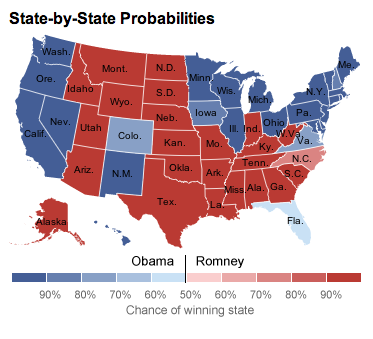 State-by-State Probabilities
Wash.
Mont.
N.D.
Minn
Me.
Ore.
Idaho
S.D.
Wis.
Mich.
N.Y.
Wyo.
Nev.
Utah
Colo.
Neb.
Iowa
Ill.
Ind.
Ohio
Pa.
Calif.
Kan.
Mo.
Ky.
W.Va.
Va.
Ariz.
N.M.
Okla.
Ark.
Tenn.
N.C.
S.C.
Tex.
La.
Miss.
Ala.
Ga.
Alaska
Fla.
Obama Romney
90% 80% 70% 60% 50% 60% 70% 80% 90%
Chance of winning state